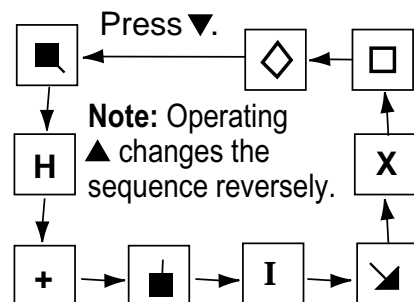 Press ▼.
Note: Operating
▲ changes the
sequence reversely.
H
X
+
I